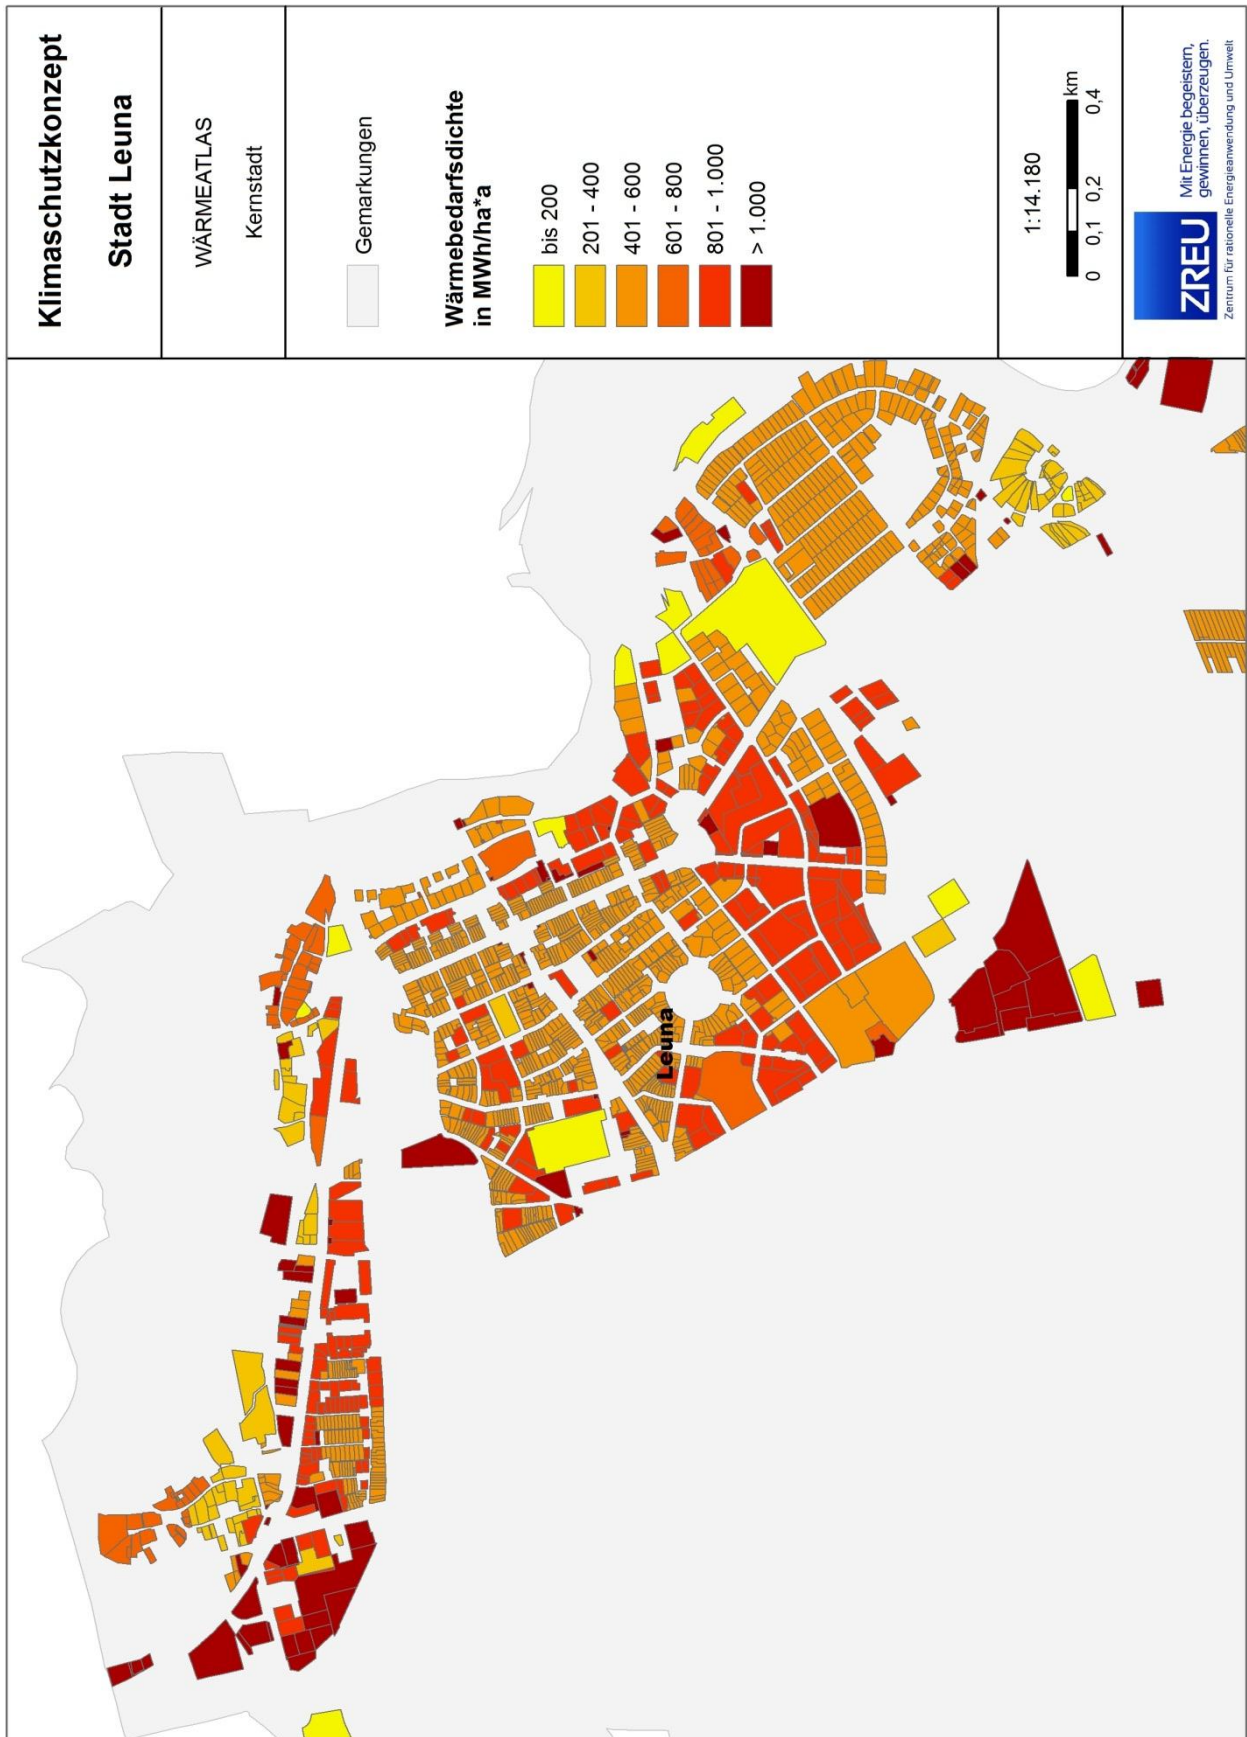 Klimaschutzkonzept
Stadt Leuna
WÄRMEATLAS
Kernstadt
Gemarkungen
Wärmebedarfsdichte
in MWh/ha*a
bis 200
201 - 400
401 - 600
601 - 800
801 - 1.000
> 1.000
1:14.180
0 0,1 0,2 0,4
km
ZREU
Mit Energie begeistern,
gewinnen, überzeugen.
Zentrum für rationelle Energieanwendung und Umwelt
Leuna